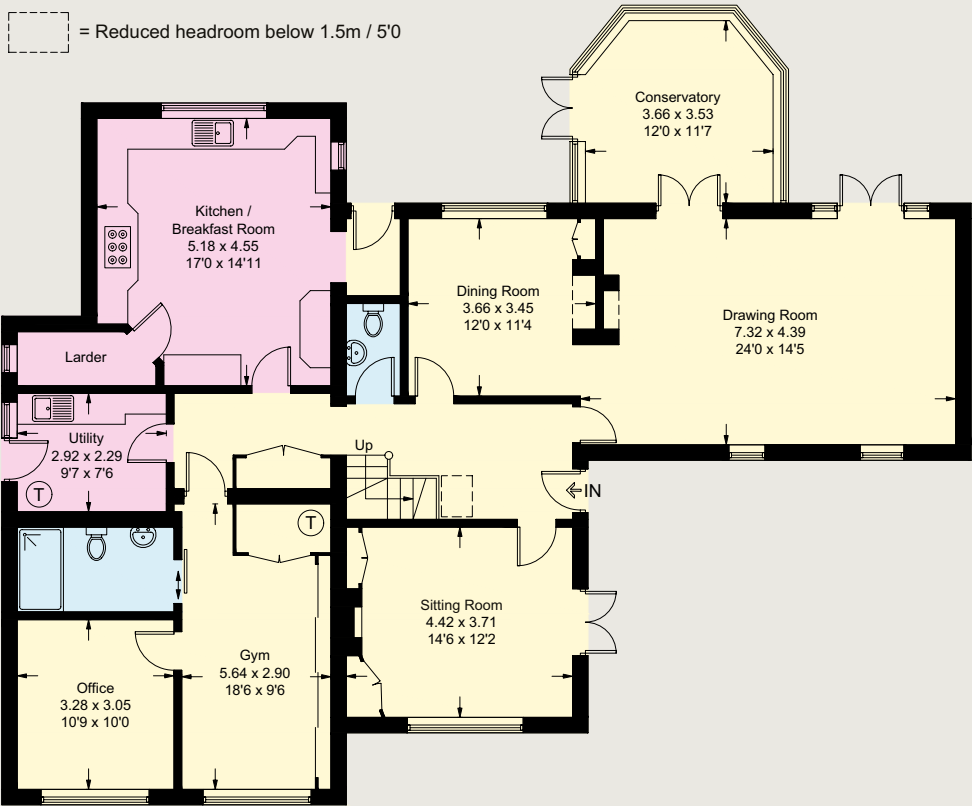 = Reduced headroom below 1.5m / 5'0
Conservatory
3.66 x 3.53
12'0 x 11'7
Kitchen /
Breakfast Room
5.18 x 4.55
17'0 x 14'11
Dining Room
3.66 x 3.45
12'0 x 11'4
Drawing Room
7.32 x 4.39
24'0 x 14'5
Larder
Utility
2.92 x 2.29
9'7 x 7'6
T
Up
IN
T
Sitting Room
4.42 x 3.71
14'6 x 12'2
Gym
5.64 x 2.90
18'6 x 9'6
Office
3.28 x 3.05
10'9 x 10'0